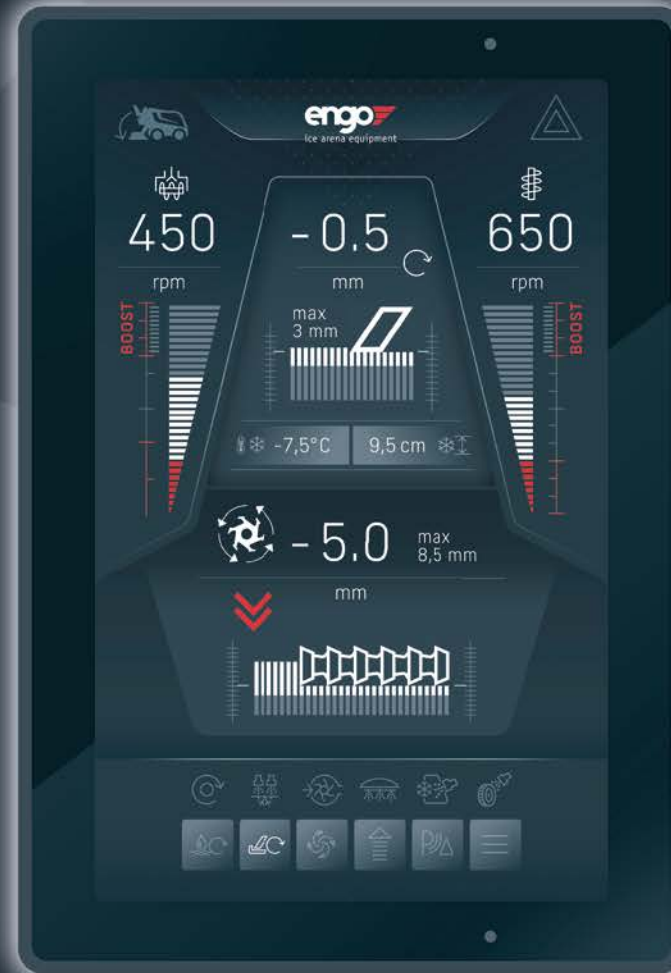 engo
ice arena equipment
450
rpm
BOOST
-0.5
mm
max
3 mm
650
rpm
BOOST
-7,5°C
9,5 cm
-5.0
max
8,5 mm
mm
P